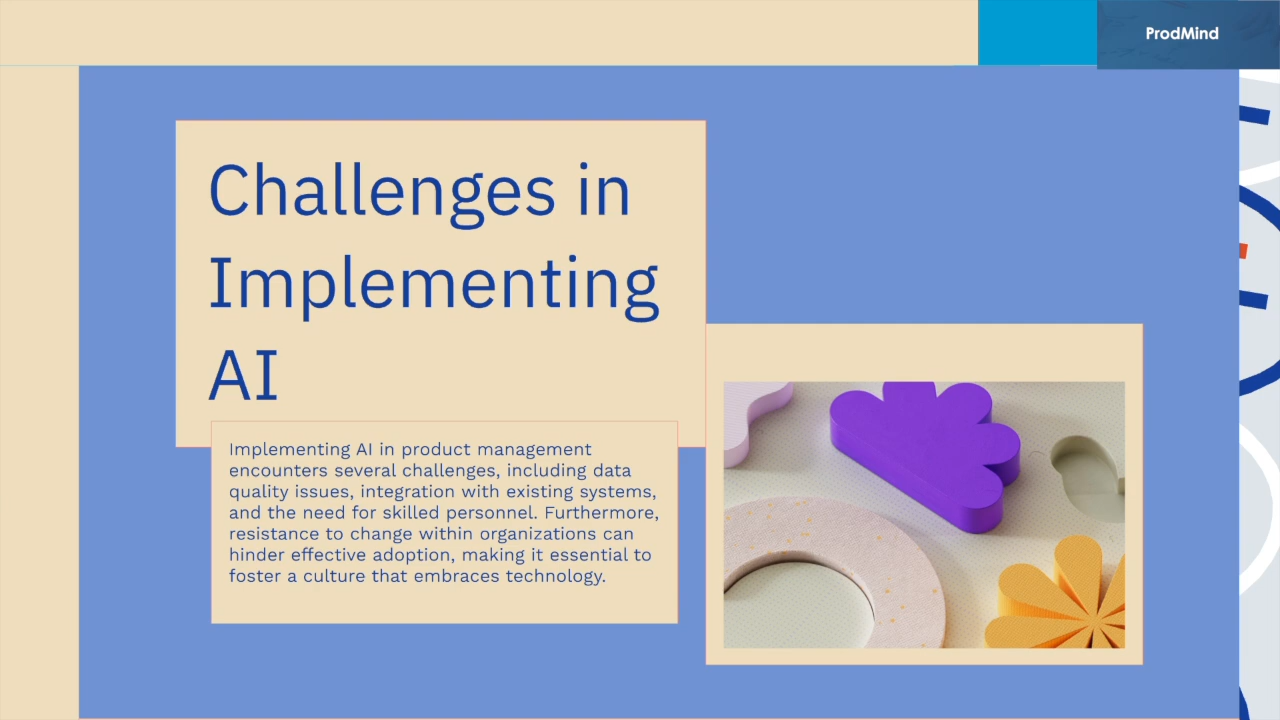 ProdMind
Challenges in
Implementing
AI
Implementing AI in product management
encounters several challenges, including data
quality issues, integration with existing systems,
and the need for skilled personnel. Furthermore,
resistance to change within organizations can
hinder effective adoption, making it essential to
foster a culture that embraces technology.